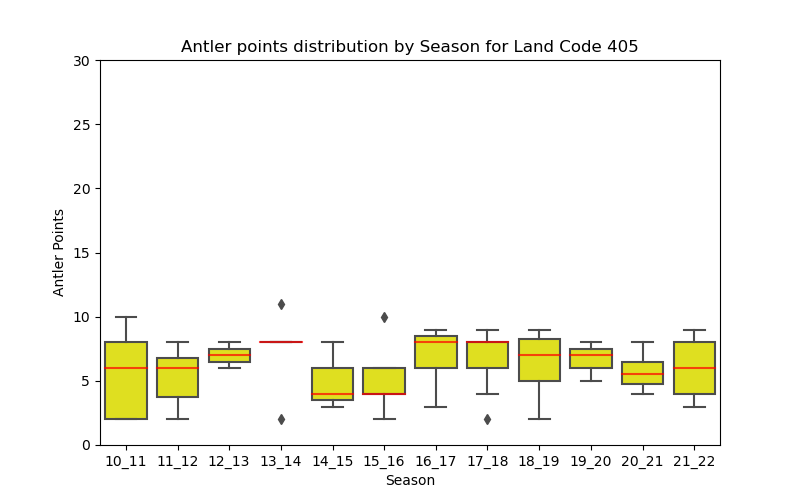 Antler points distribution by Season for Land Code 405
30
25
20
15
10
5
0
Antler Points
10_11 11_12 12_13 13_14 14_15 15_16 16_17 17_18 18_19 19_20 20_21 21_22
Season